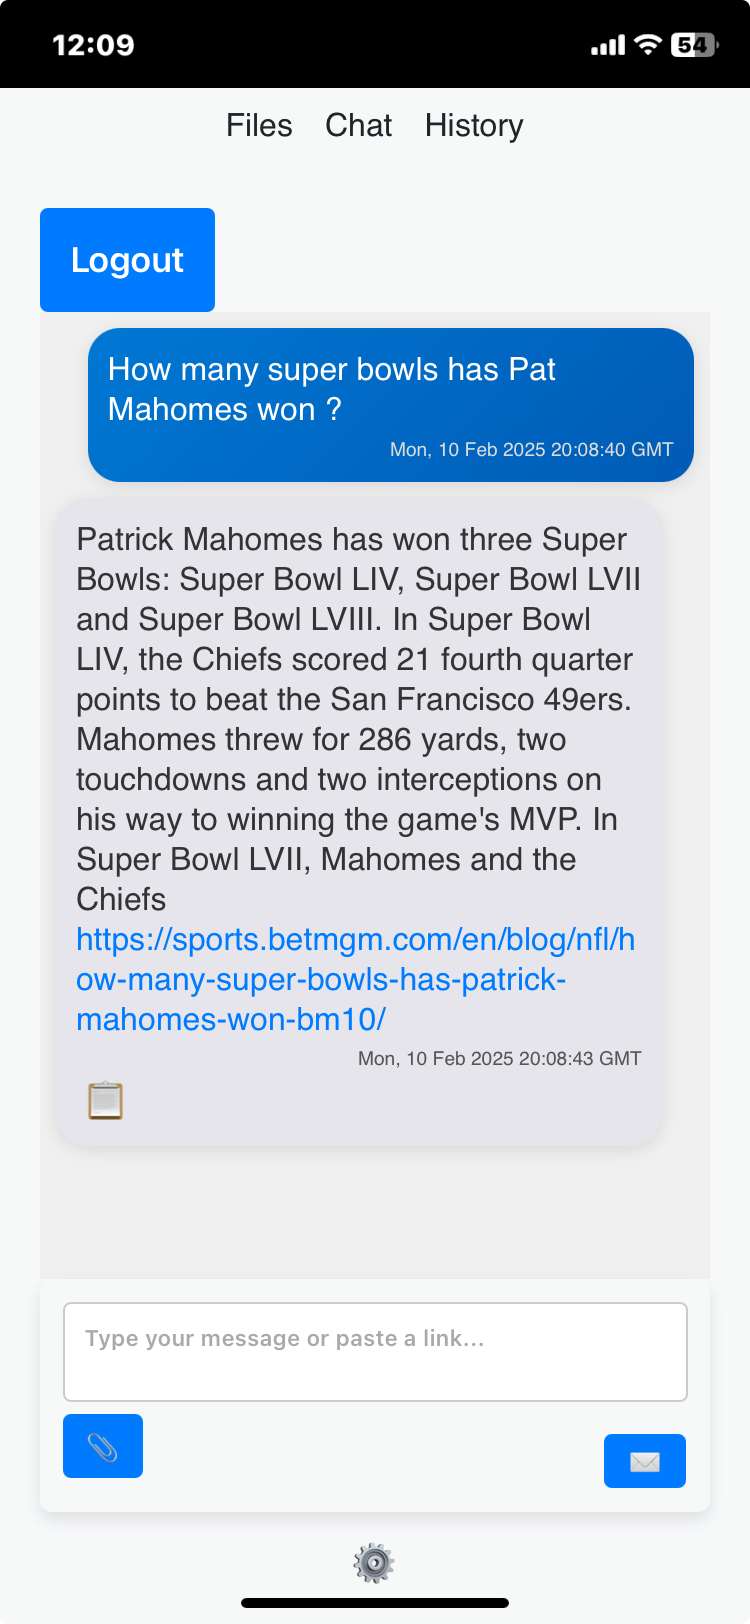 12:09
54
Files Chat History
Logout
How many super bowls has Pat
Mahomes won ?
Mon, 10 Feb 2025 20:08:40 GMT
Patrick Mahomes has won three Super
Bowls: Super Bowl LIV, Super Bowl LVII
and Super Bowl LVIII. In Super Bowl
LIV, the Chiefs scored 21 fourth quarter
points to beat the San Francisco 49ers.
Mahomes threw for 286 yards, two
touchdowns and two interceptions on
his way to winning the game's MVP. In
Super Bowl LVII, Mahomes and the
Chiefs
https://sports.betmgm.com/en/blog/nfl/h
ow-many-super-bowls-has-patrick-
mahomes-won-bm10/
Mon, 10 Feb 2025 20:08:43 GMT
Type your message or paste a link...